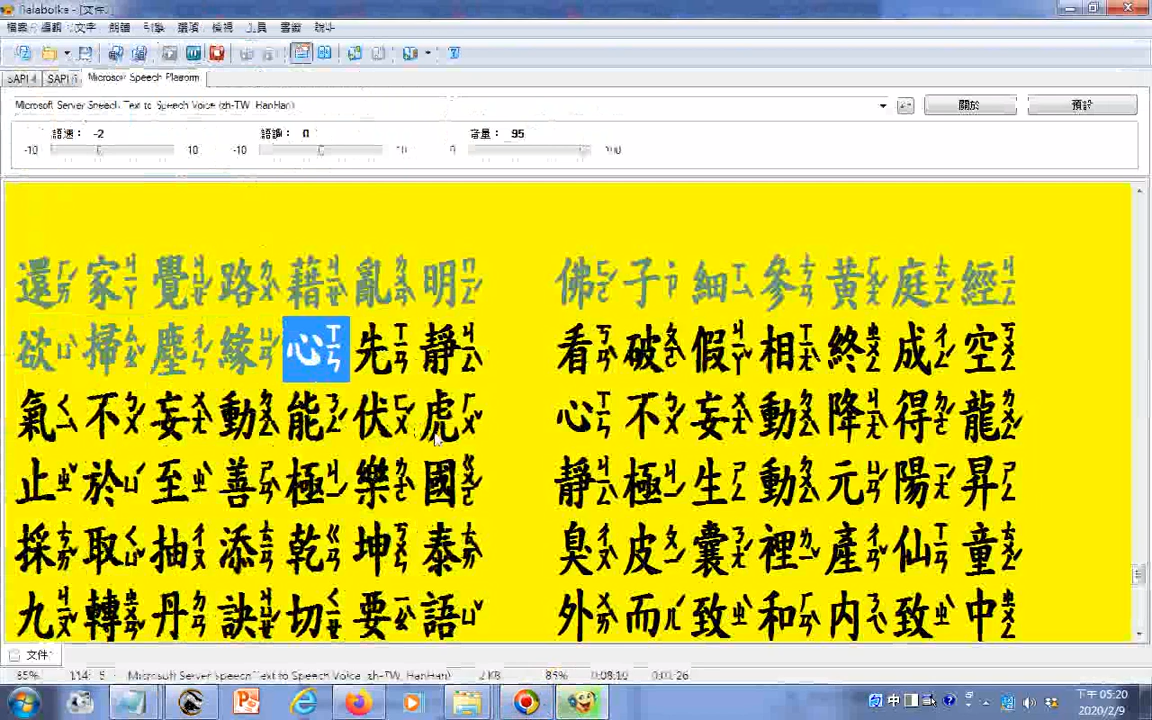 Balabolka - [文件]
檔案 編輯 文字 朗讀 引擎 選項 檢視 工具 書籤 說明
SAPI 4 SAPI 5 Microsoft Speech Platform
Microsoft Server Speech Text to Speech Voice (zh-TW, HanHan)
關於 預設
語速： -2 語調： 0 音量： 95
-10 10 -10 10 0 100
還家覺路藉亂明 佛子細參黃庭經
欲掃塵緣心先靜 看破假相終成空
氣不妄動能伏虎 心不妄動降得龍
止於至善極樂國 靜極生動元陽昇
採取抽添乾坤泰 臭皮囊裡產仙童
九轉丹訣切要語 外而致和內致中
文件
85% 114: 5 Microsoft Server Speech Text to Speech Voice (zh-TW, HanHan) 2 KB 85% 0:08:10 0:01:26
中
下午 05:20
2020/2/9